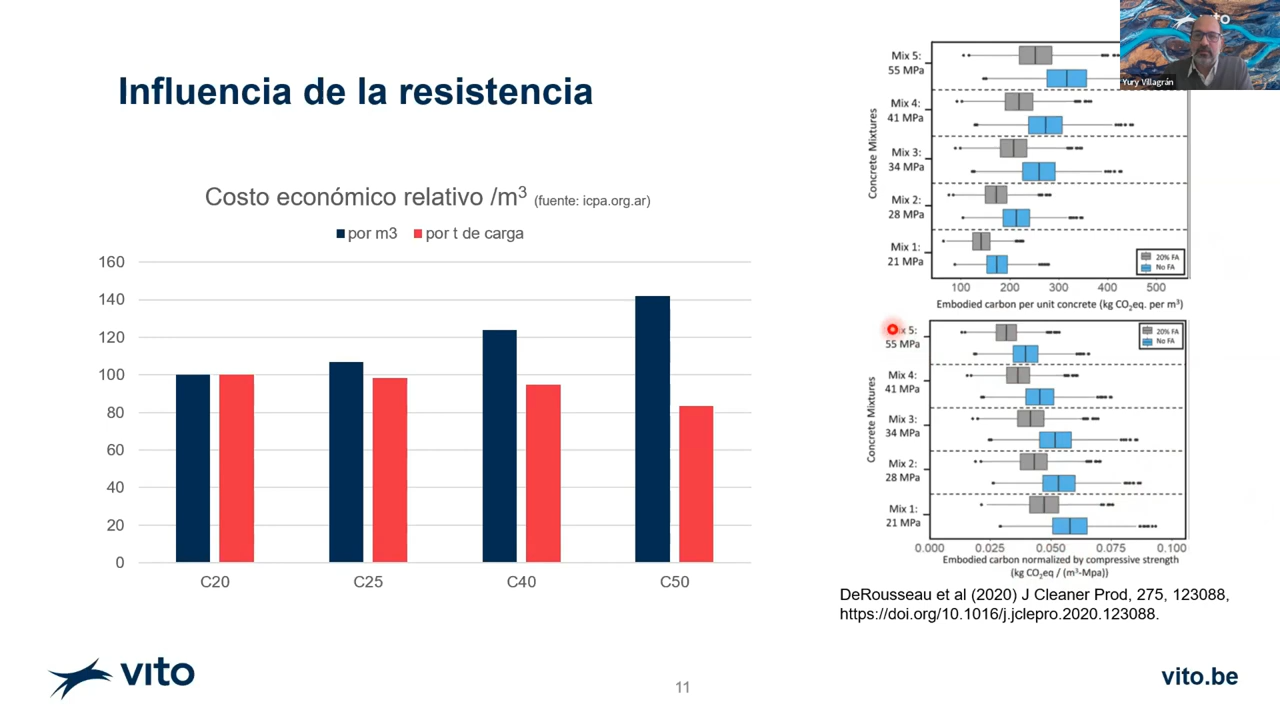 Influencia de la resistencia
Costo económico relativo /m³ (fuente: icpa.org.ar)
por m3 por t de carga
160
140
120
100
80
60
40
20
0
C20 C25 C40 C50
Concrete Mixtures
Mix 5:
55 MPa
Mix 4:
41 MPa
Mix 3:
34 MPa
Mix 2:
28 MPa
Mix 1:
21 MPa
20% FA
No FA
100 200 300 400 500
Embodied carbon per unit concrete (kg CO₂eq. per m³)
Concrete Mixtures
5:
55 MPa
Mix 4:
41 MPa
Mix 3:
34 MPa
Mix 2:
28 MPa
Mix 1:
21 MPa
20% FA
No FA
0.000 0.025 0.050 0.075 0.100
Embodied carbon normalized by compressive strength
(kg CO₂eq / (m³-Mpa))
DeRousseau et al (2020) J Cleaner Prod, 275, 123088,
https://doi.org/10.1016/j.jclepro.2020.123088.
Yury Villagrán
vito
11
vito.be